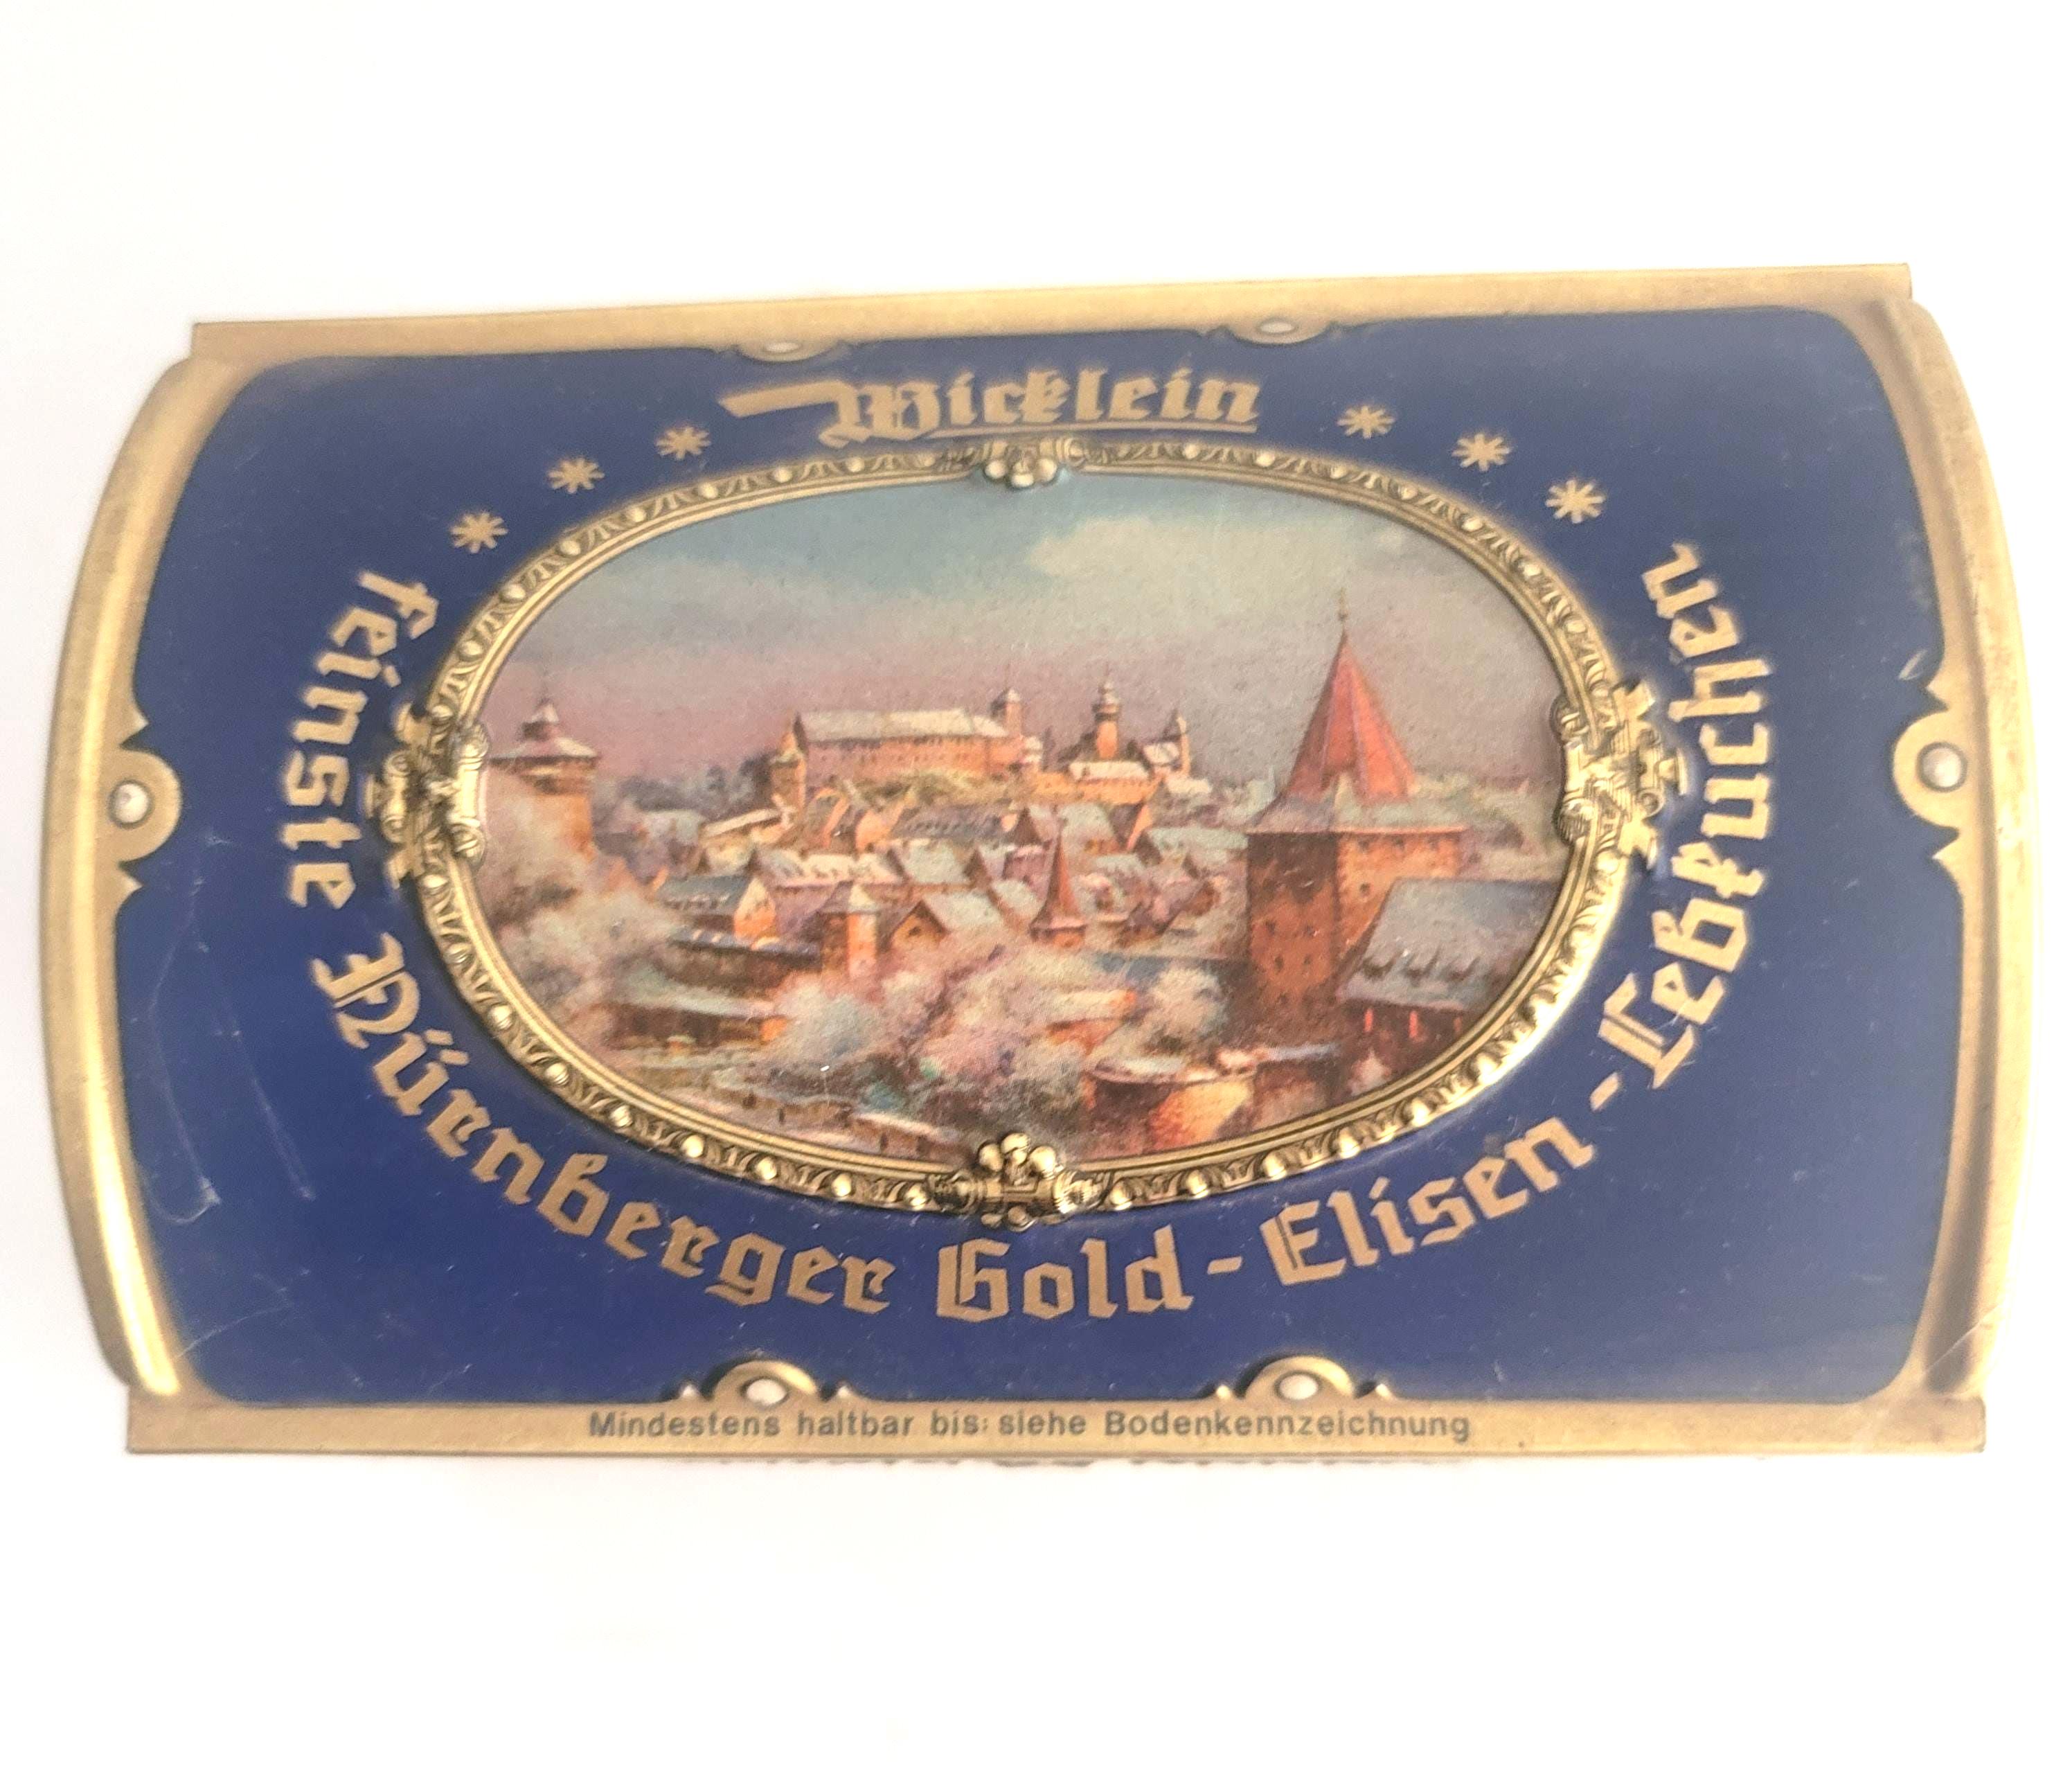 Wicklein
feinste Nürnberger Gold-Elisen-Lebkuchen
Mindestens haltbar bis: siehe Bodenkennzeichnung